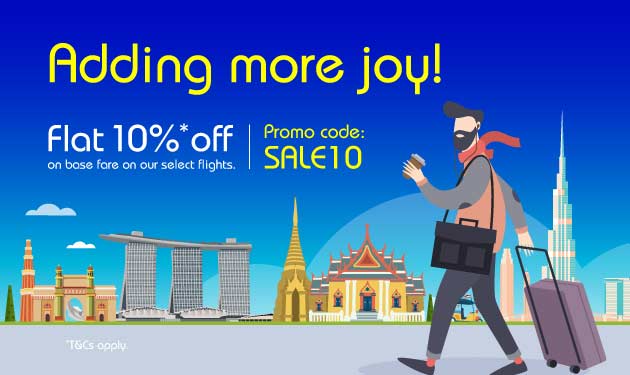 Adding more joy!
Flat 10%* off
on base fare on our select flights.
Promo code:
SALE10
*T&Cs apply.